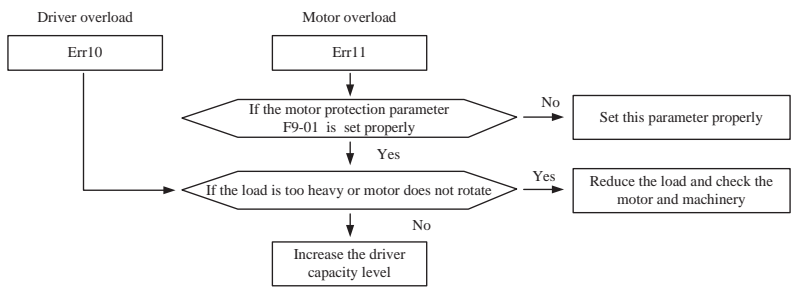 Driver overload
Motor overload
Err10
Err11
If the motor protection parameter
F9-01 is set properly
No
Set this parameter properly
Yes
If the load is too heavy or motor does not rotate
Yes
Reduce the load and check the
motor and machinery
No
Increase the driver
capacity level